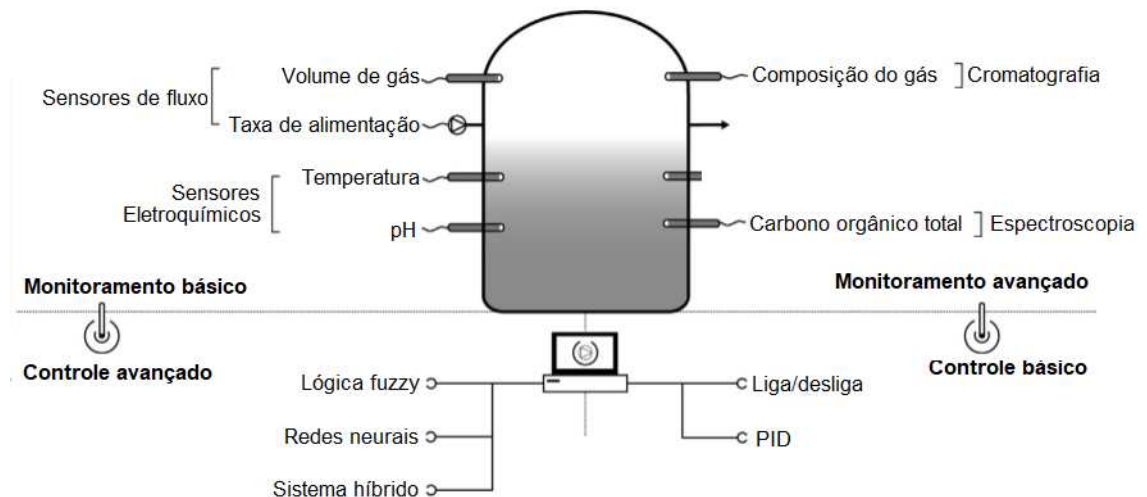 Volume de gás
Sensores de fluxo
Taxa de alimentação
Temperatura
Sensores
Eletroquímicos
pH
Composição do gás
Cromatografia
Carbono orgânico total
Espectroscopia
Monitoramento básico
Monitoramento avançado
Controle avançado
Controle básico
Lógica fuzzy
Redes neurais
Sistema híbrido
Liga/desliga
PID